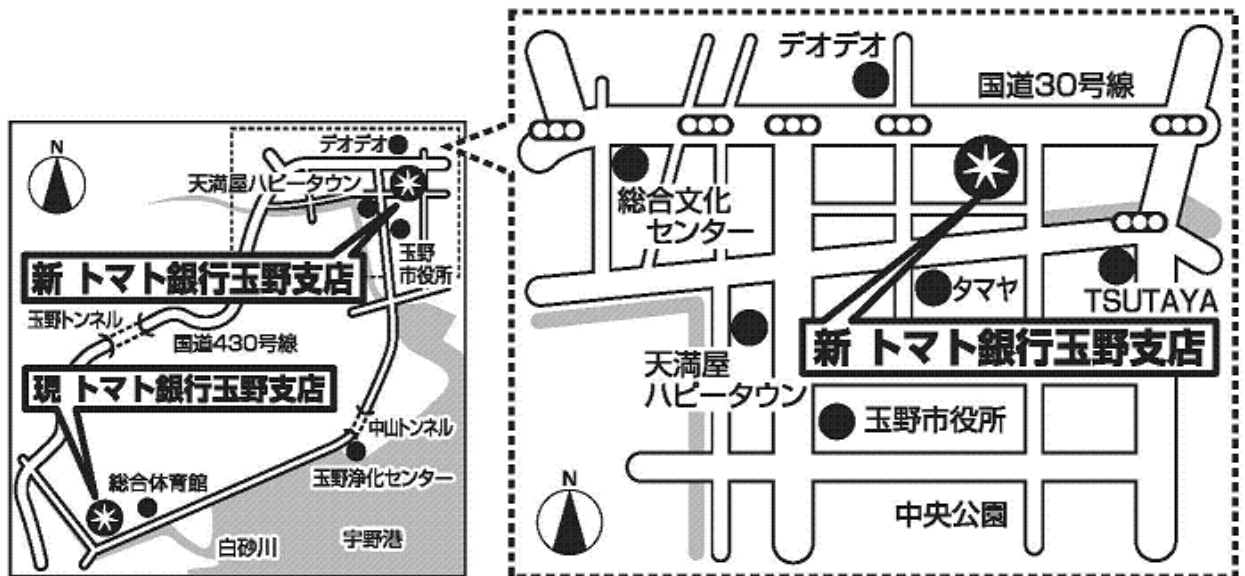 N
デオデオ
天満屋ハピータウン
玉野
市役所
新 トマト銀行玉野支店
玉野トンネル
国道430号線
現 トマト銀行玉野支店
中山トンネル
玉野浄化センター
総合体育館
白砂川
宇野港
デオデオ
国道30号線
総合文化
センター
タマヤ
TSUTAYA
新 トマト銀行玉野支店
天満屋
ハピータウン
玉野市役所
中央公園
N